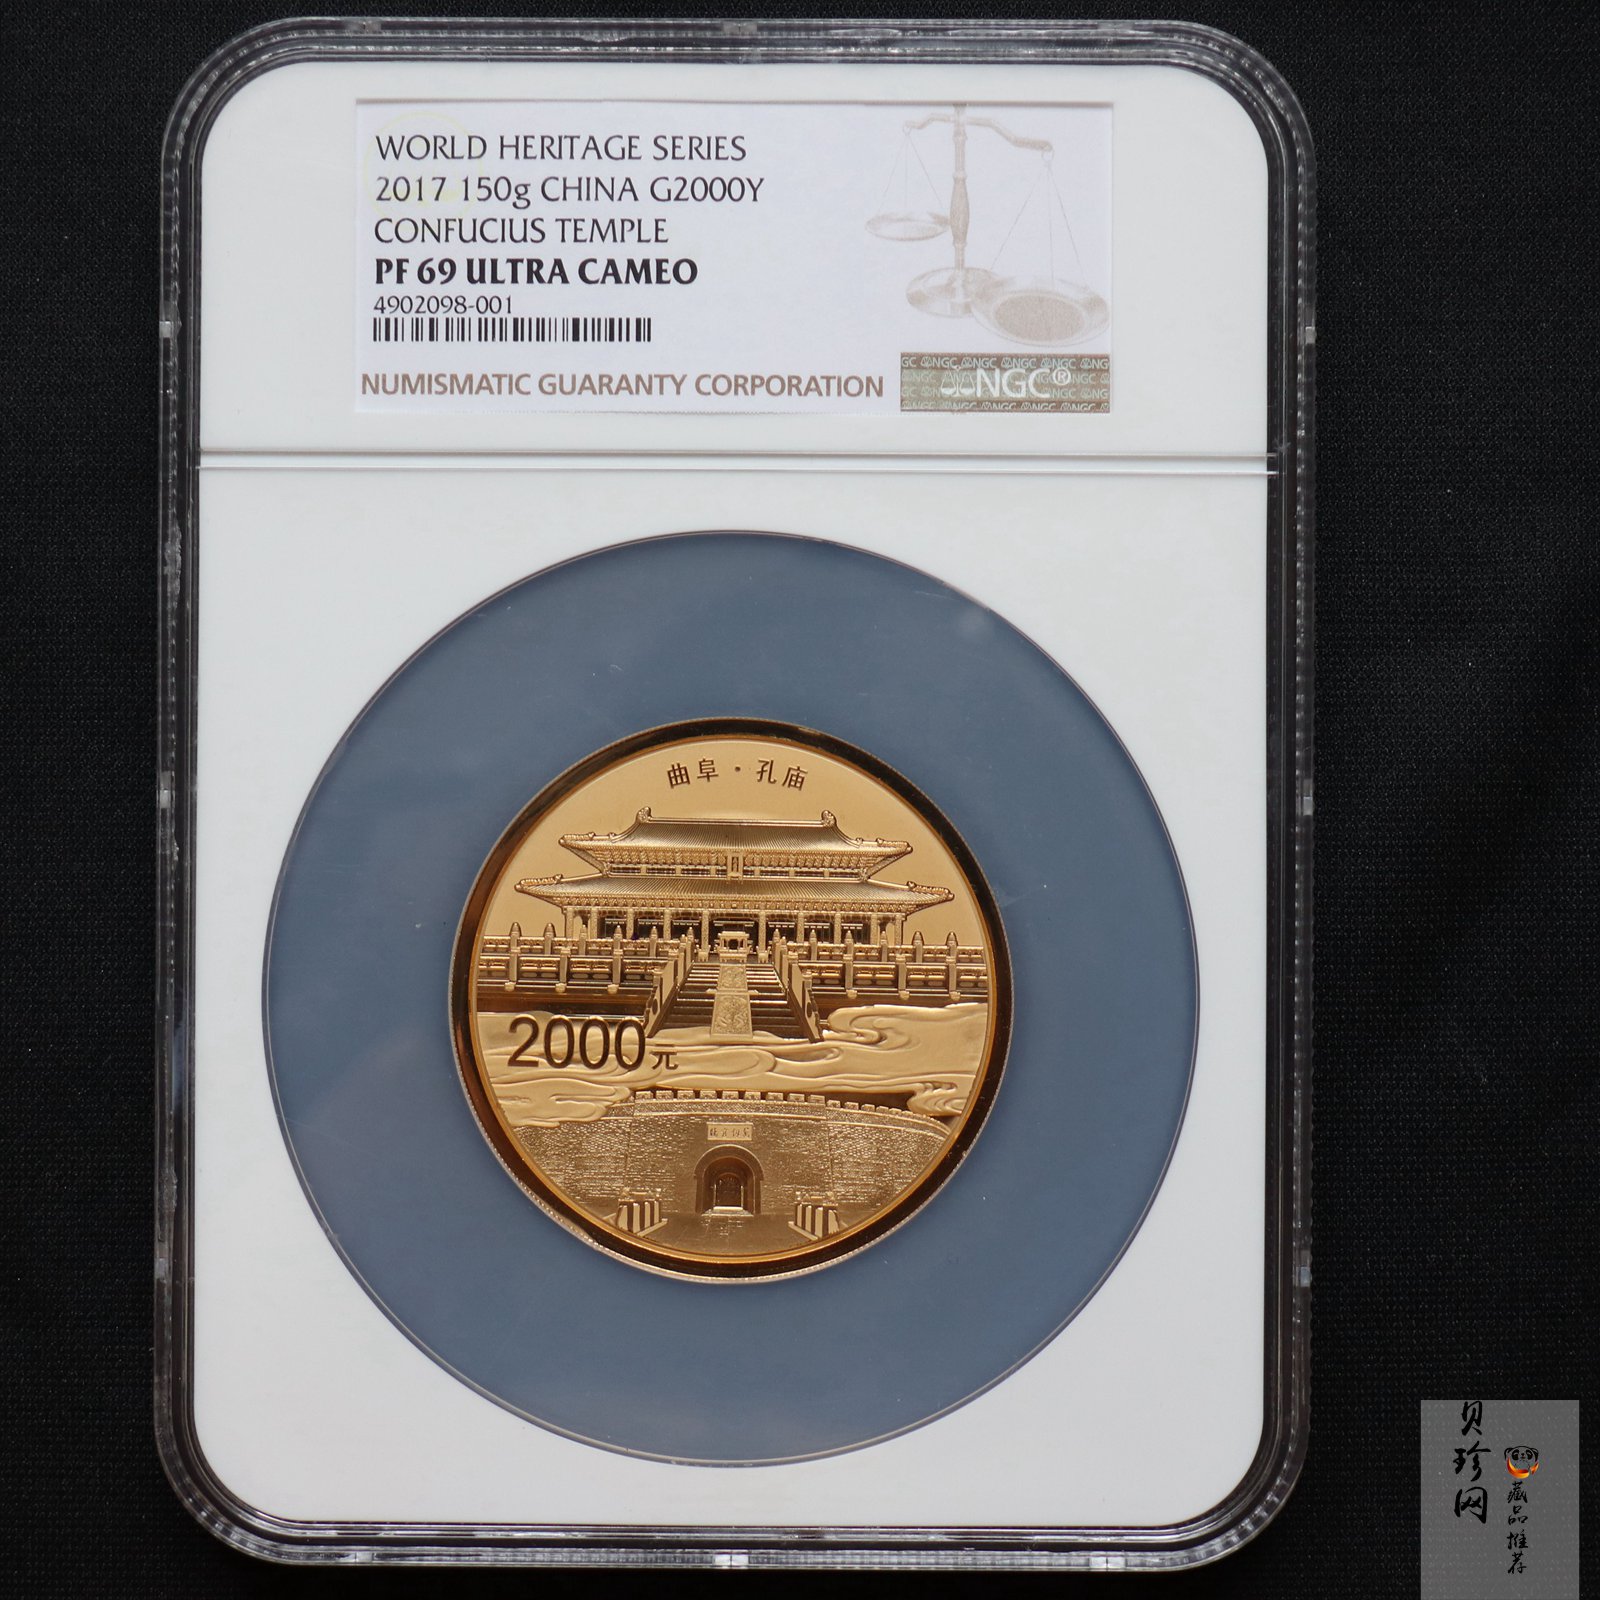 WORLD HERITAGE SERIES
2017 150g CHINA G2000Y
CONFUCIUS TEMPLE
PF 69 ULTRA CAMEO
4902098-001
NUMISMATIC GUARANTY CORPORATION
NGC®
曲阜·孔庙
2000元
贝珍网
藏品推荐